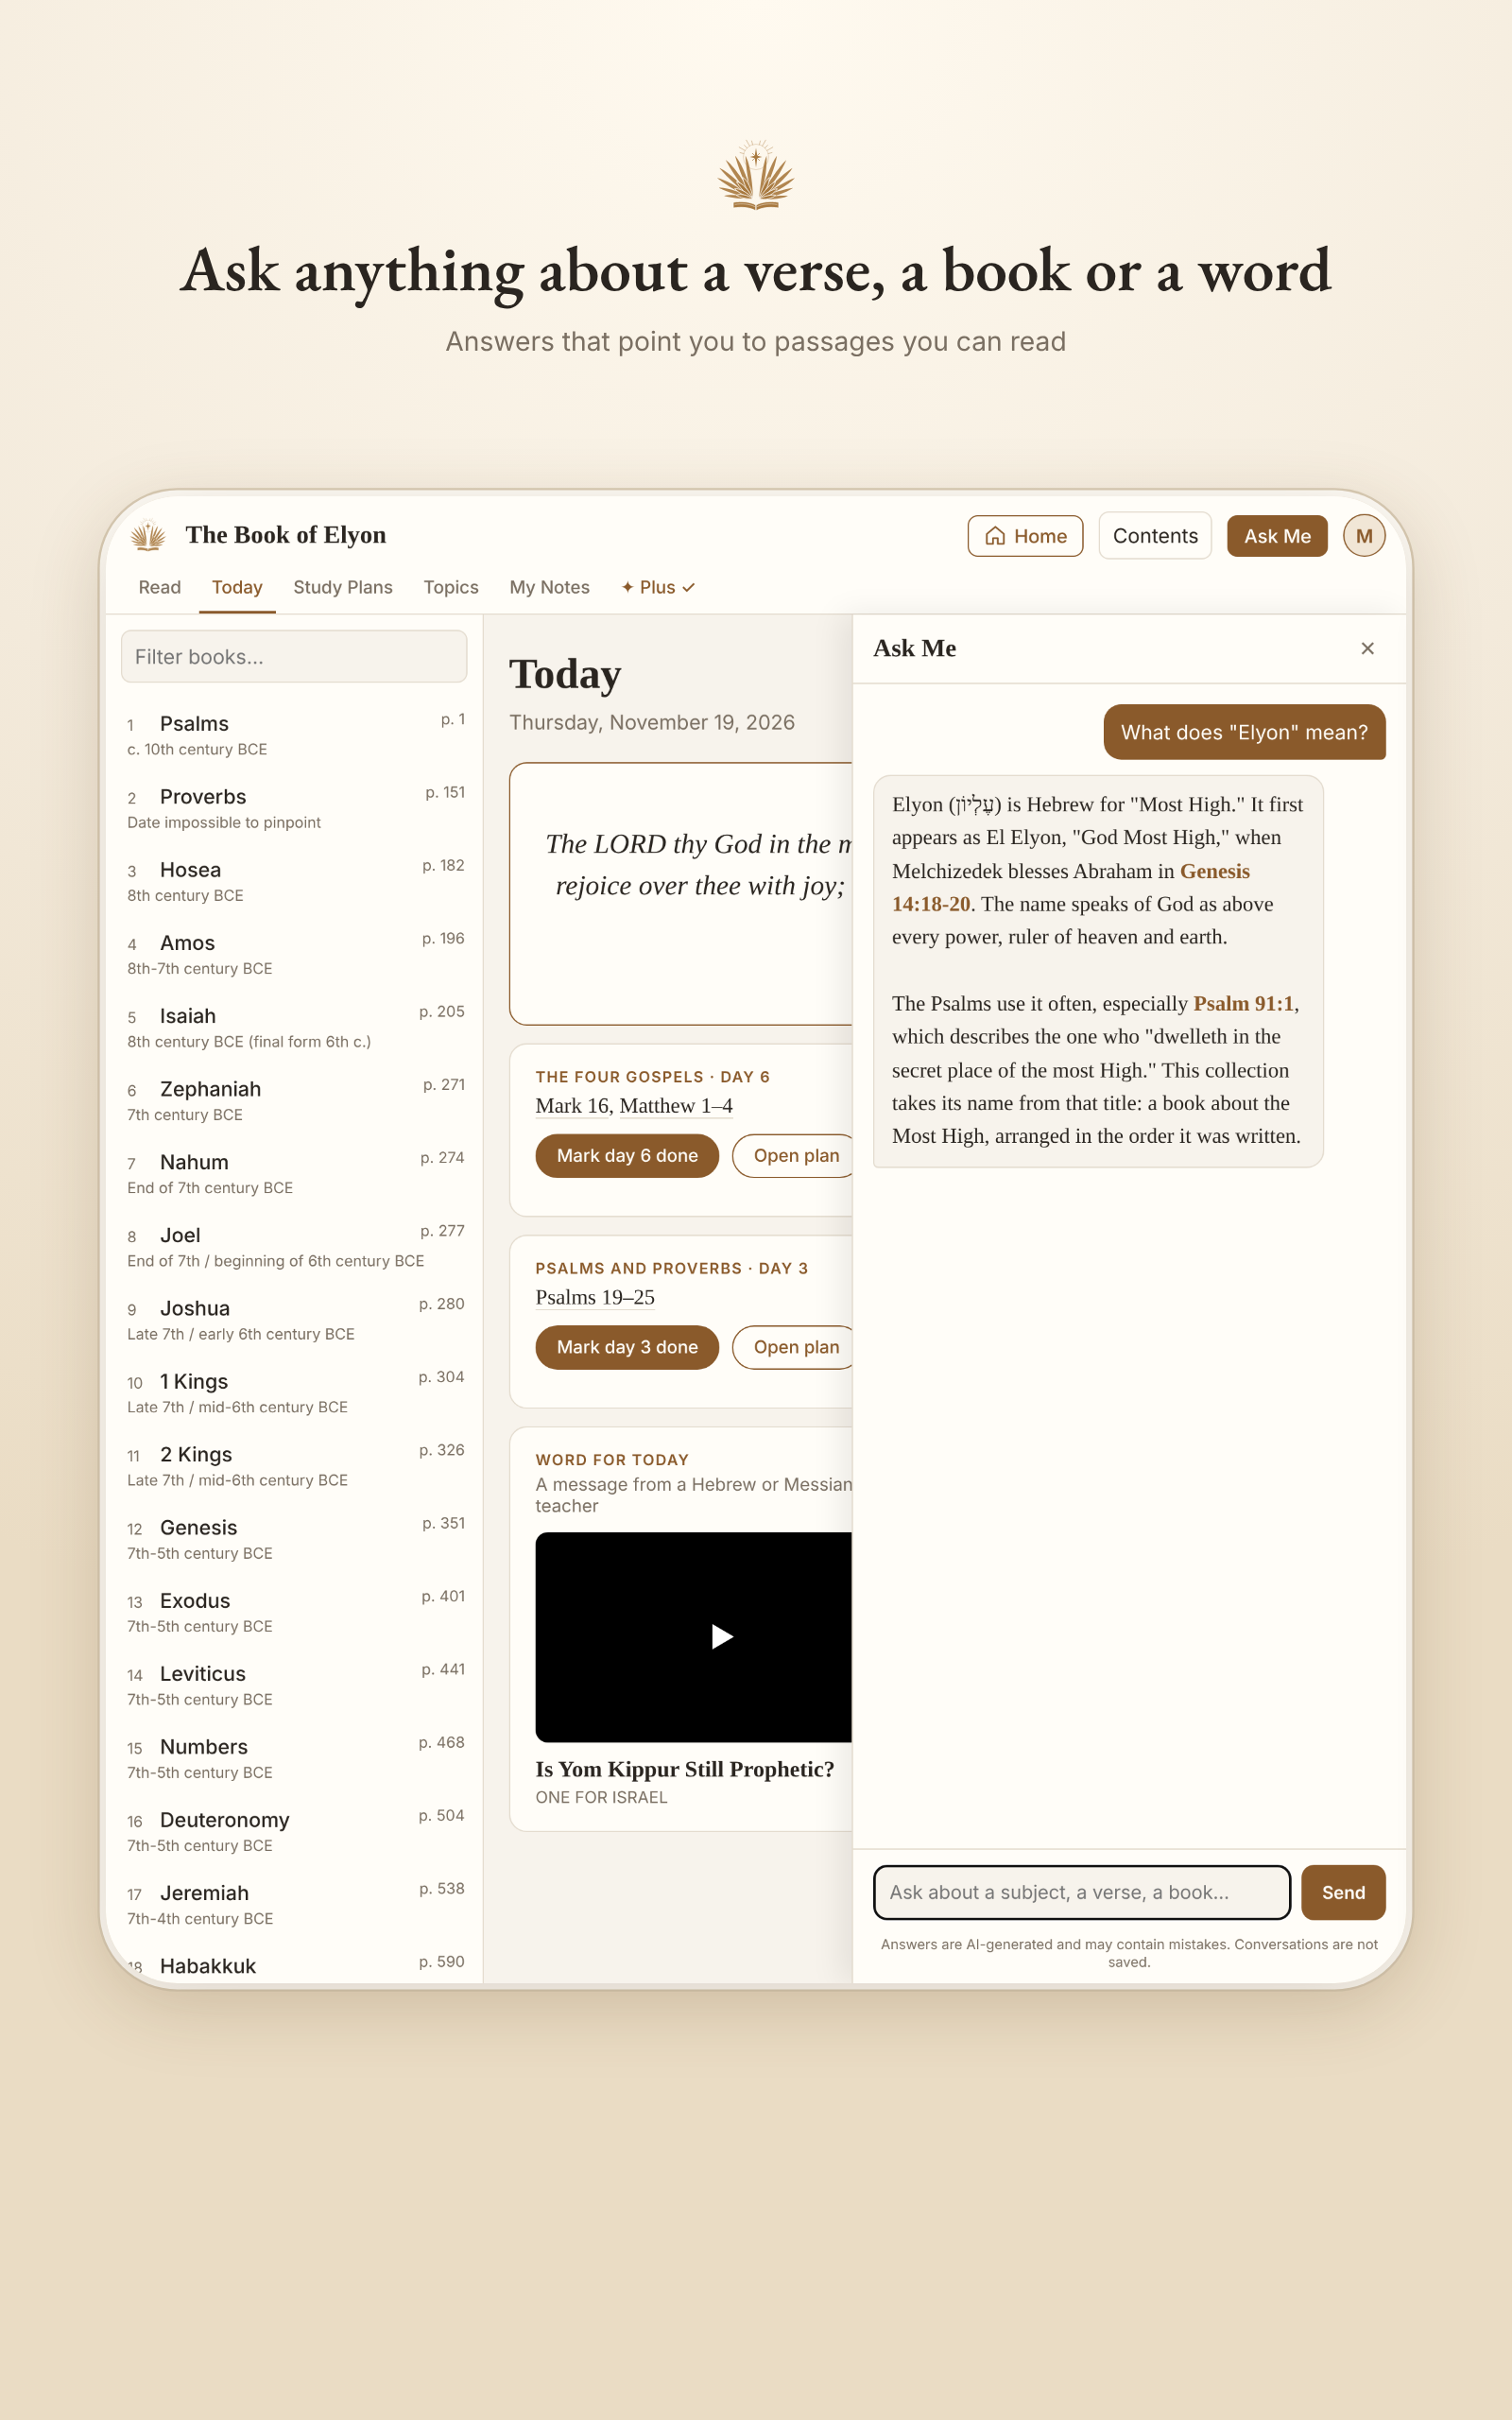 Ask anything about a verse, a book or a word
Answers that point you to passages you can read
The Book of Elyon
Home
Contents
Ask Me
M
Read
Today
Study Plans
Topics
My Notes
✦ Plus ✓
Filter books...
1 Psalms p. 1
c. 10th century BCE
2 Proverbs p. 151
Date impossible to pinpoint
3 Hosea p. 182
8th century BCE
4 Amos p. 196
8th-7th century BCE
5 Isaiah p. 205
8th century BCE (final form 6th c.)
6 Zephaniah p. 271
7th century BCE
7 Nahum p. 274
End of 7th century BCE
8 Joel p. 277
End of 7th / beginning of 6th century BCE
9 Joshua p. 280
Late 7th / early 6th century BCE
10 1 Kings p. 304
Late 7th / mid-6th century BCE
11 2 Kings p. 326
Late 7th / mid-6th century BCE
12 Genesis p. 351
7th-5th century BCE
13 Exodus p. 401
7th-5th century BCE
14 Leviticus p. 441
7th-5th century BCE
15 Numbers p. 468
7th-5th century BCE
16 Deuteronomy p. 504
7th-5th century BCE
17 Jeremiah p. 538
7th-4th century BCE
18 Habakkuk p. 590
Today
Thursday, November 19, 2026
The LORD thy God in the
rejoice over thee with joy;
THE FOUR GOSPELS · DAY 6
Mark 16, Matthew 1–4
Mark day 6 done
Open plan
PSALMS AND PROVERBS · DAY 3
Psalms 19–25
Mark day 3 done
Open plan
WORD FOR TODAY
A message from a Hebrew or Messian
teacher
Is Yom Kippur Still Prophetic?
ONE FOR ISRAEL
Ask Me
×
What does "Elyon" mean?
Elyon (עֶלְיוֹן) is Hebrew for "Most High." It first
appears as El Elyon, "God Most High," when
Melchizedek blesses Abraham in Genesis
14:18-20. The name speaks of God as above
every power, ruler of heaven and earth.
The Psalms use it often, especially Psalm 91:1,
which describes the one who "dwelleth in the
secret place of the most High." This collection
takes its name from that title: a book about the
Most High, arranged in the order it was written.
Ask about a subject, a verse, a book...
Send
Answers are AI-generated and may contain mistakes. Conversations are not
saved.